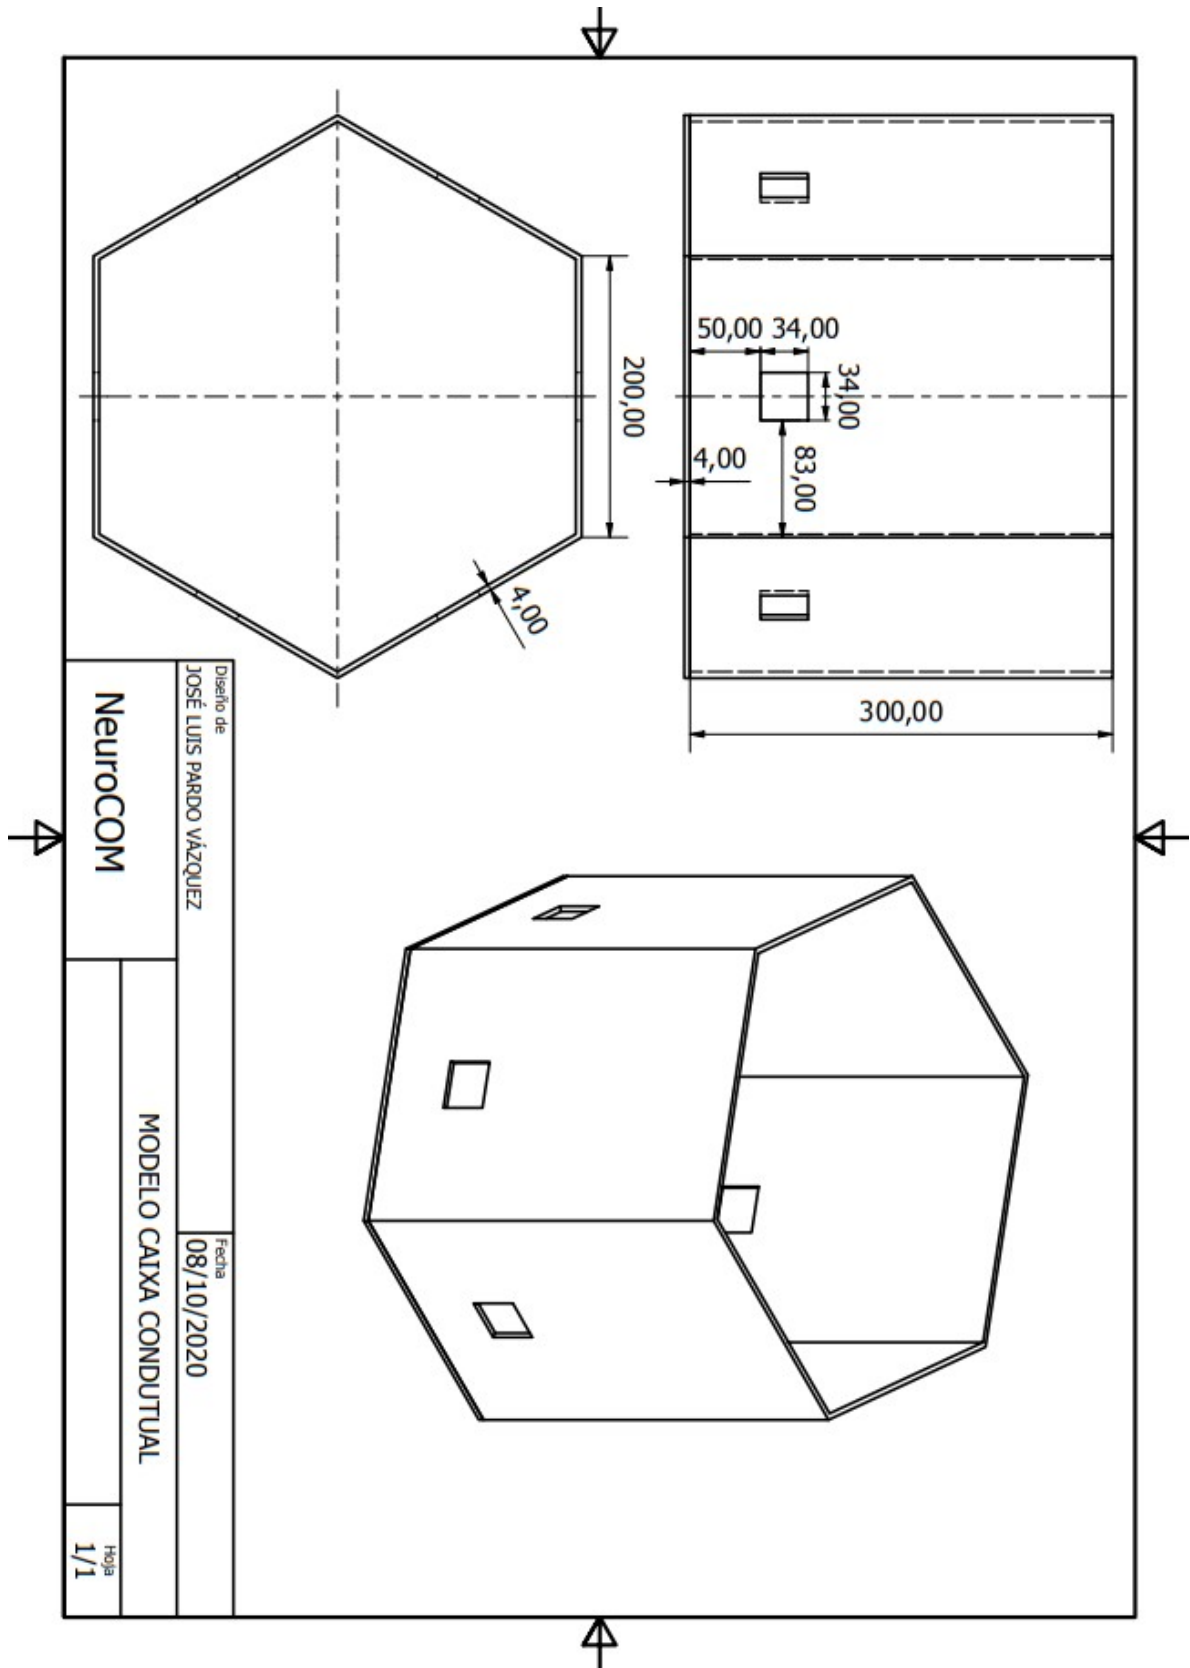 300,00
50,00
34,00
34,00
83,00
4,00
200,00
4,00
Diseño de
JOSÉ LUIS PARDO VÁZQUEZ
Fecha
08/10/2020
NeuroCOM
MODELO CAIXA CONDUTUAL
Hoja
1/1